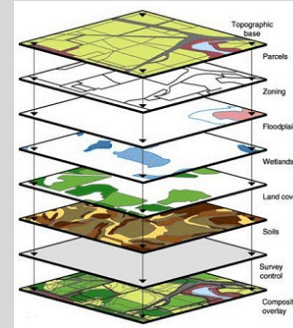 Topographic
base
Parcels
Zoning
Floodplai
Wetlands
Land cov
Soils
Survey
control
Composit
overlay